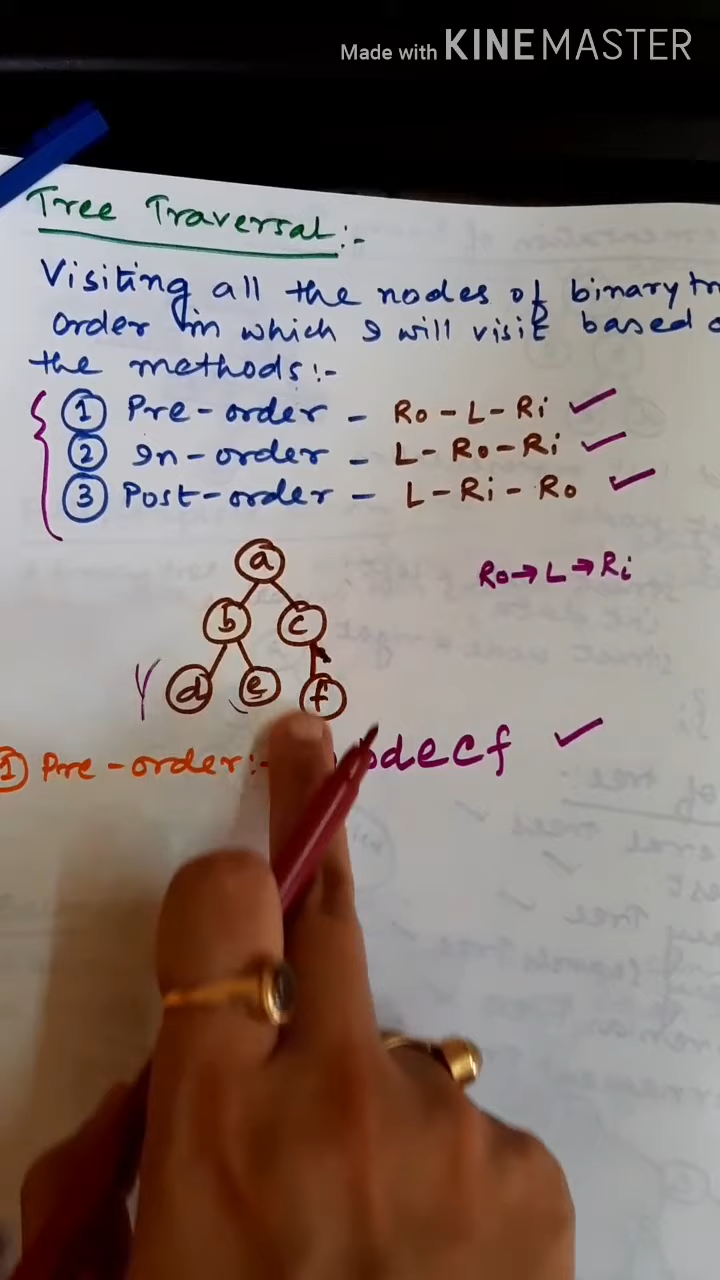 Made with KINEMASTER
Tree Traversal:-
Visiting all the nodes of binary
order in which I will visit based
the methods:-
① Pre-order - Ro-L-Ri ✓
② In-order - L-Ro-Ri ✓
③ Post-order - L-Ri-Ro ✓
a
Ro→L→Ri
b c
d e f
① Pre-order:- bdecf ✓